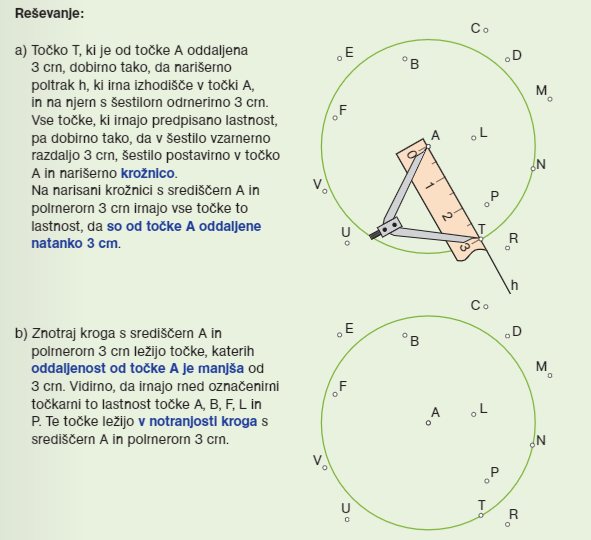 Reševanje:
a) Točko T, ki je od točke A oddaljena
3 cm, dobimo tako, da narišemo
poltrak h, ki ima izhodišče v točki A,
in na njem s šestilom odmerimo 3 cm.
Vse točke, ki imajo predpisano lastnost,
pa dobimo tako, da v šestilo vzamemo
razdaljo 3 cm, šestilo postavimo v točko
A in narišemo krožnico.
Na narisani krožnici s središčem A in
polmerom 3 cm imajo vse točke to
lastnost, da so od točke A oddaljene
natanko 3 cm.
C
E
B
D
M
F
A
L
0
1
2
3
N
V
P
U
T
R
h
b) Znotraj kroga s središčem A in
polmerom 3 cm ležijo točke, katerih
oddaljenost od točke A je manjša od
3 cm. Vidimo, da imajo med označenimi
točkami to lastnost točke A, B, F, L in
P. Te točke ležijo v notranjosti kroga s
središčem A in polmerom 3 cm.
C
E
B
D
M
F
A
L
N
V
P
U
T
R